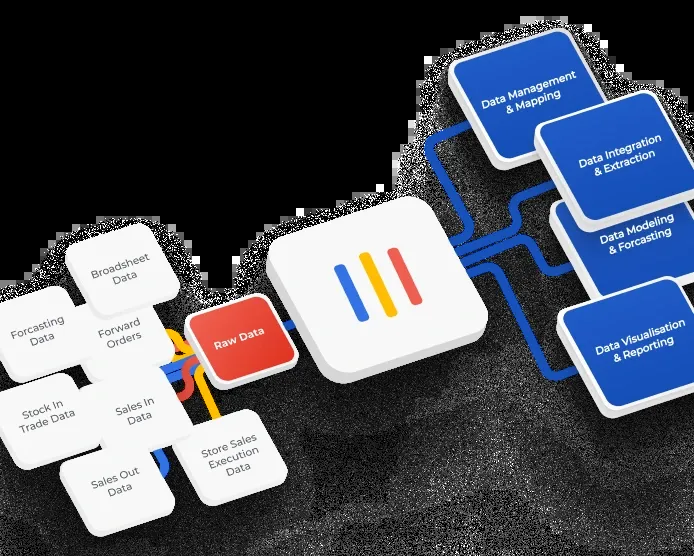 Data Management
& Mapping
Data Integration
& Extraction
Data Modeling
& Forcasting
Data Visualisation
& Reporting
Raw Data
Broadsheet
Data
Forcasting
Data
Forward
Orders
Stock In
Trade Data
Sales In
Data
Store Sales
Execution
Data
Sales Out
Data